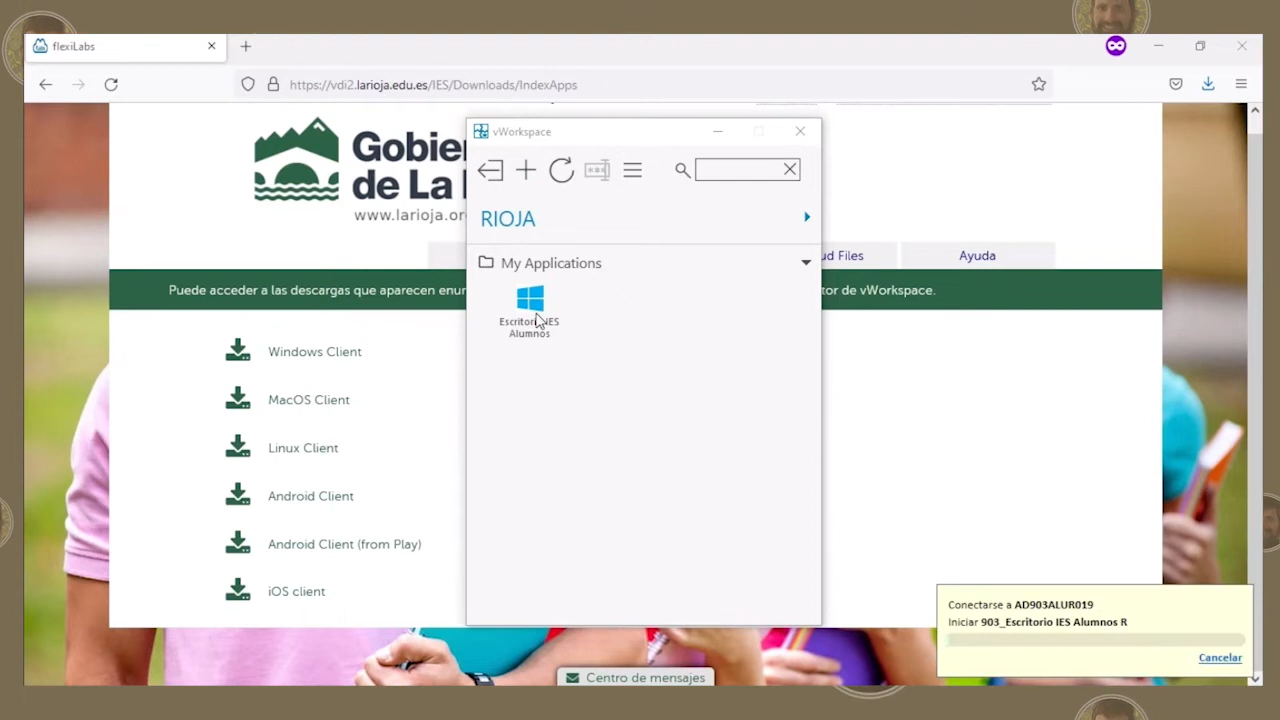 flexiLabs
https://vdi2.larioja.edu.es/IES/Downloads/IndexApps
vWorkspace
Gobie
de La
www.larioja.or
RIOJA
ud Files
Ayuda
My Applications
Puede acceder a las descargas que aparecen enu
tor de vWorkspace.
Escritorio IES
Alumnos
Windows Client
MacOS Client
Linux Client
Android Client
Android Client (from Play)
iOS client
Conectarse a AD903ALUR019
Iniciar 903_Escritorio IES Alumnos R
Cancelar
Centro de mensajes